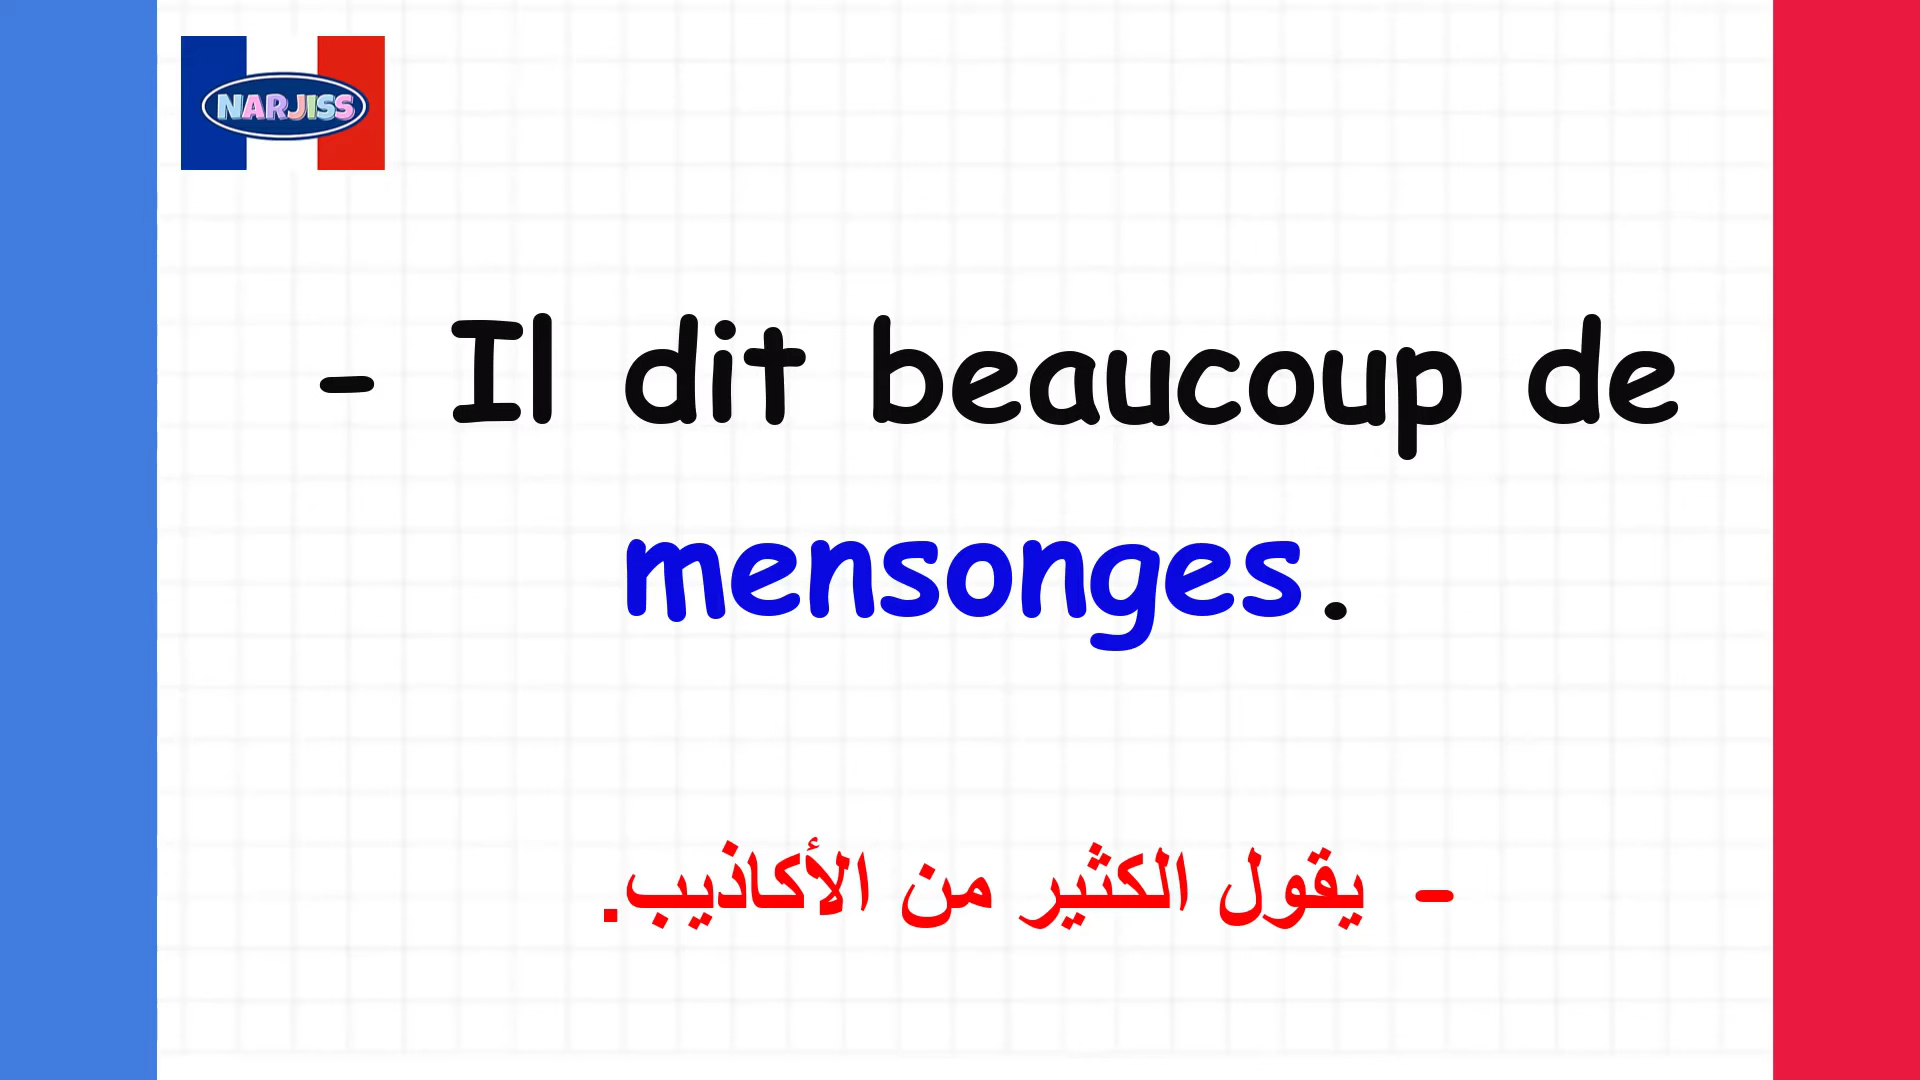 NARJISS
- Il dit beaucoup de
mensonges.
- يقول الكثير من الأكاذيب.